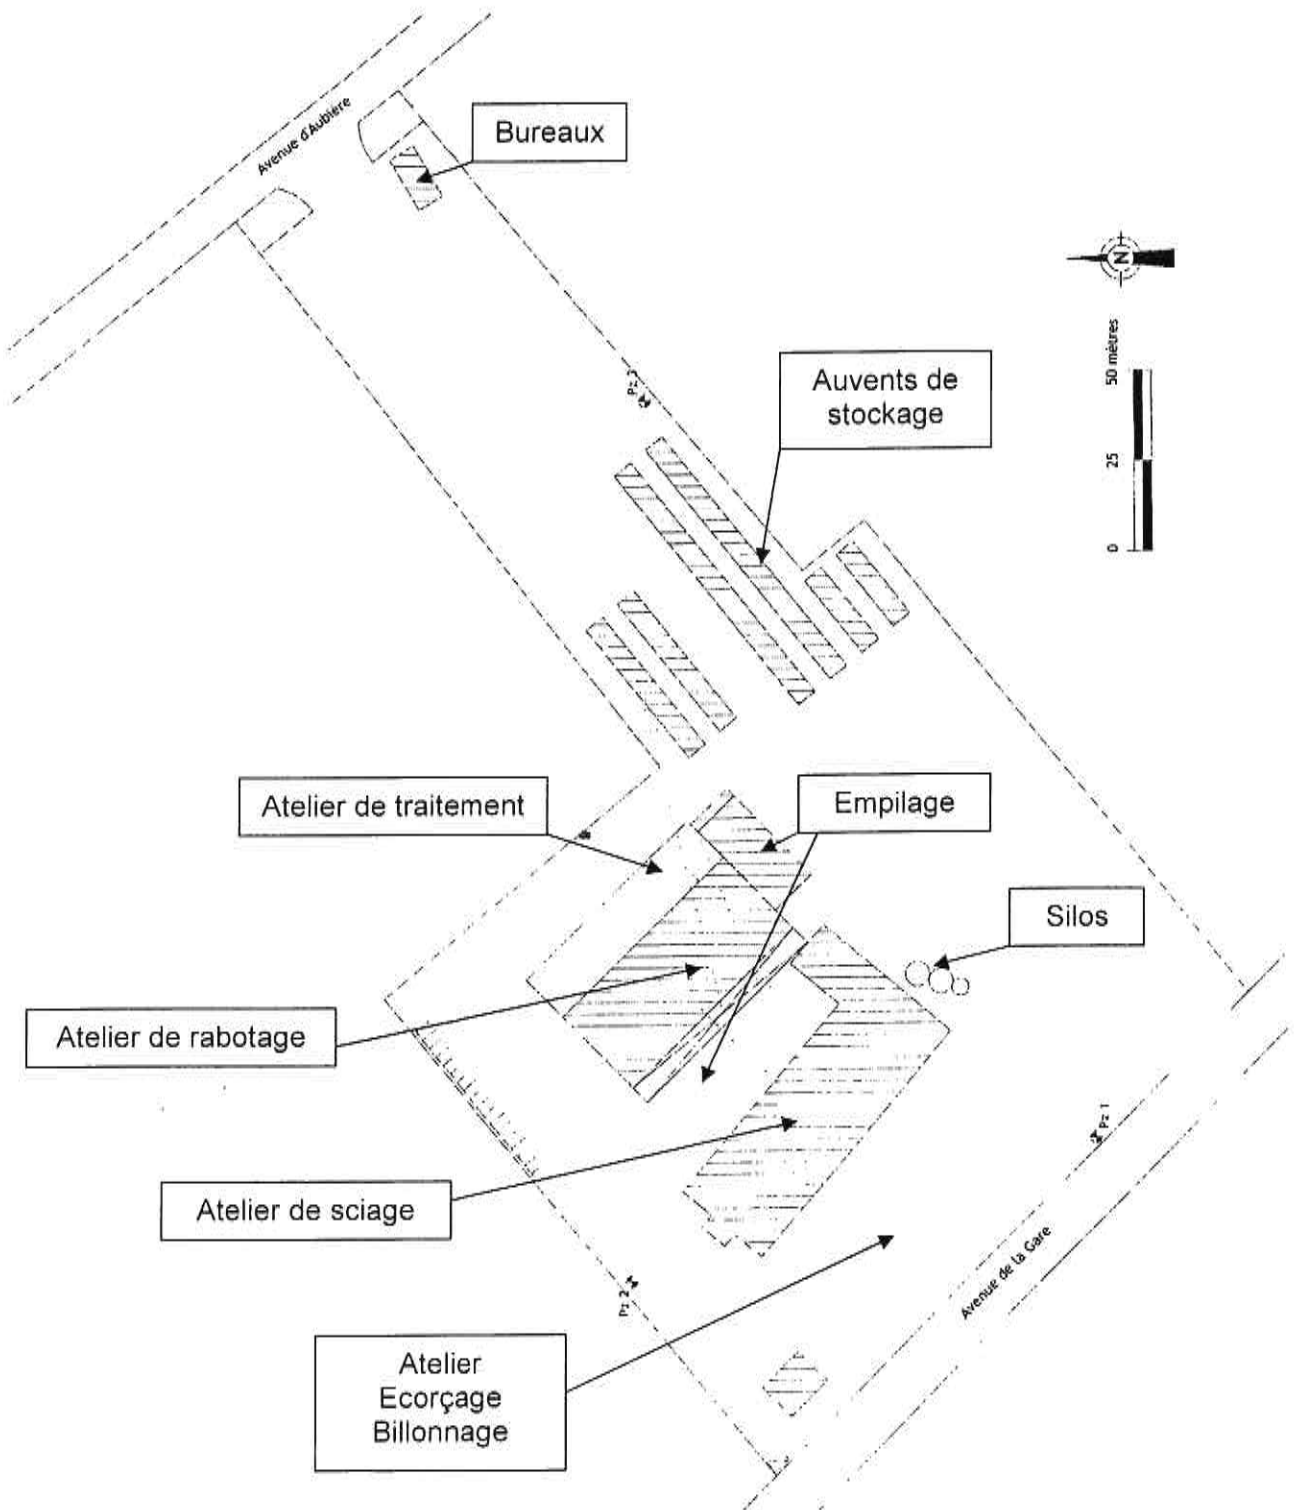 Avenue d'Aubière
Bureaux
N
Pz 3
50 mètres
25
0
Auvents de
stockage
Atelier de traitement
Empilage
Silos
Atelier de rabotage
Pz 1
Atelier de sciage
Avenue de la Gare
Pz 2
Atelier
Ecorçage
Billonnage